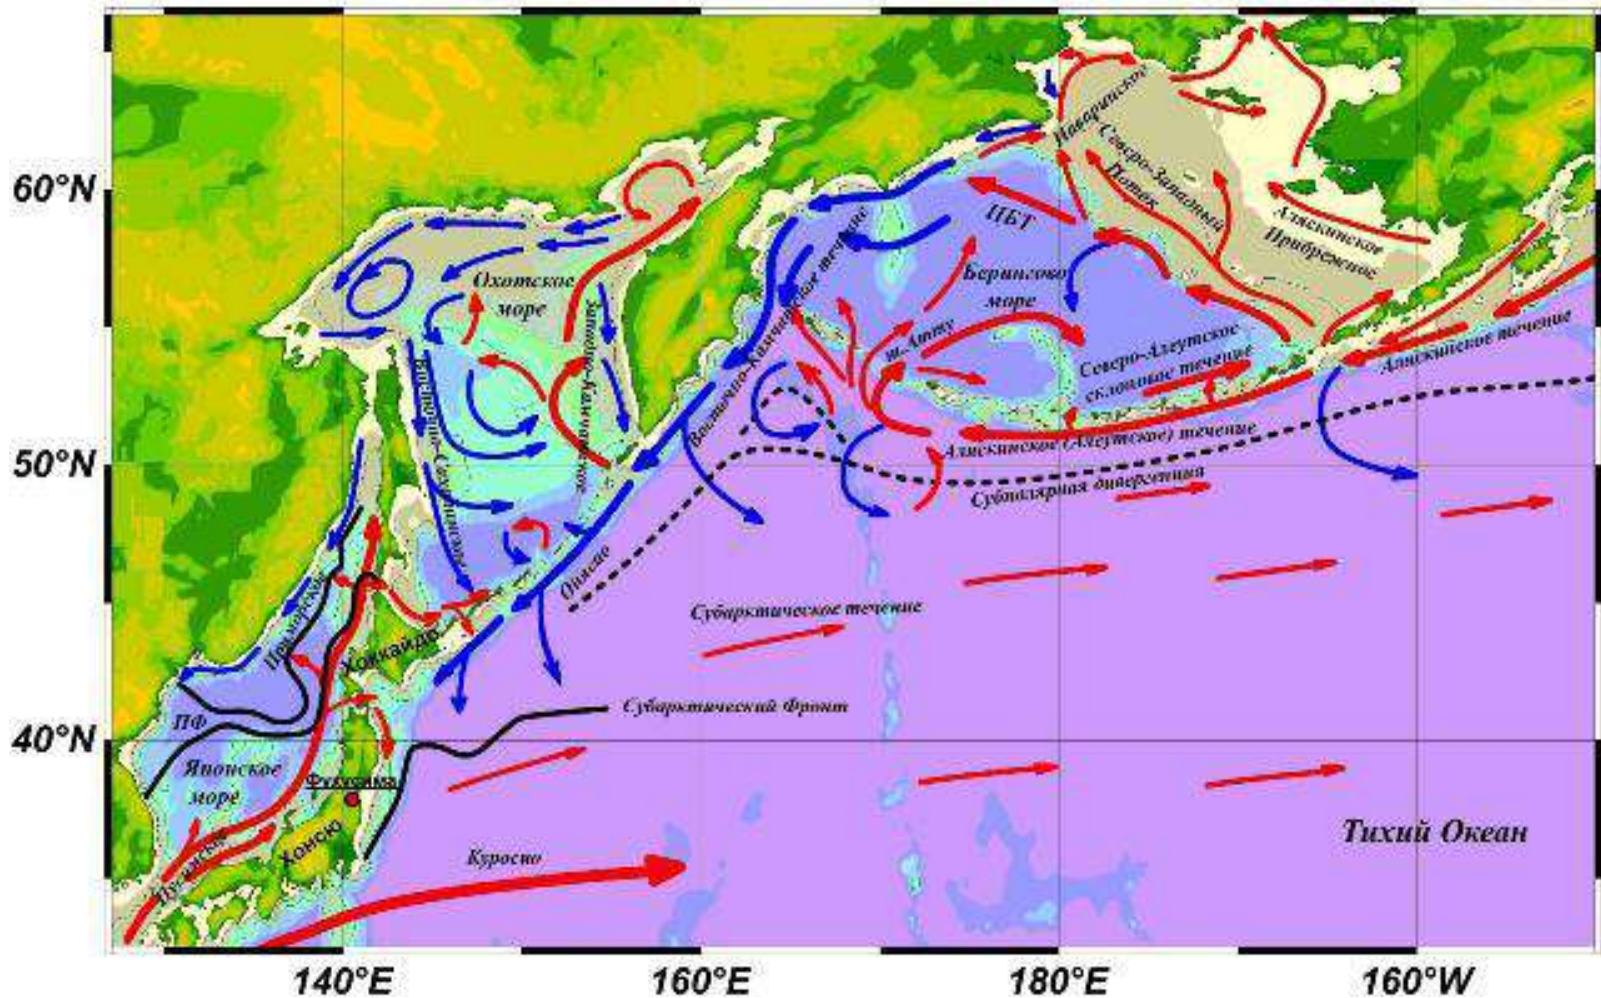 60°N
50°N
40°N
140°E
160°E
180°E
160°W
Наваринское
Северо-Западный
Поток
Аляскинское
Прибрежное
ЦБТ
Берингово
море
Охотское
море
Западно-Камчатское
Восточно-Камчатское течение
Восточно-Сахалинское
т.Атту
Северо-Алеутское
склоновое течение
Аляскинское течение
Аляскинское (Алеутское) течение
Субполярная дивергенция
Оиясио
Субарктическое течение
Приморское
Хоккайдо
Субарктический Фронт
ПФ
Японское
море
Фукусима
Хонсю
Цусимское
Куросио
Тихий Океан